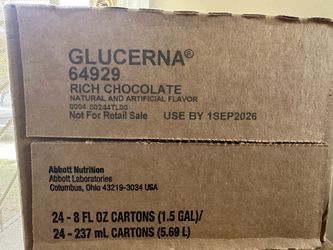 GLUCERNA®
64929
RICH CHOCOLATE
NATURAL AND ARTIFICIAL FLAVOR
0004 00244TL00
Not For Retail Sale USE BY 1SEP2026
Abbott Nutrition
Abbott Laboratories
Columbus, Ohio 43219-3034 USA
24 - 8 FL OZ CARTONS (1.5 GAL)/
24 - 237 mL CARTONS (5.69 L)